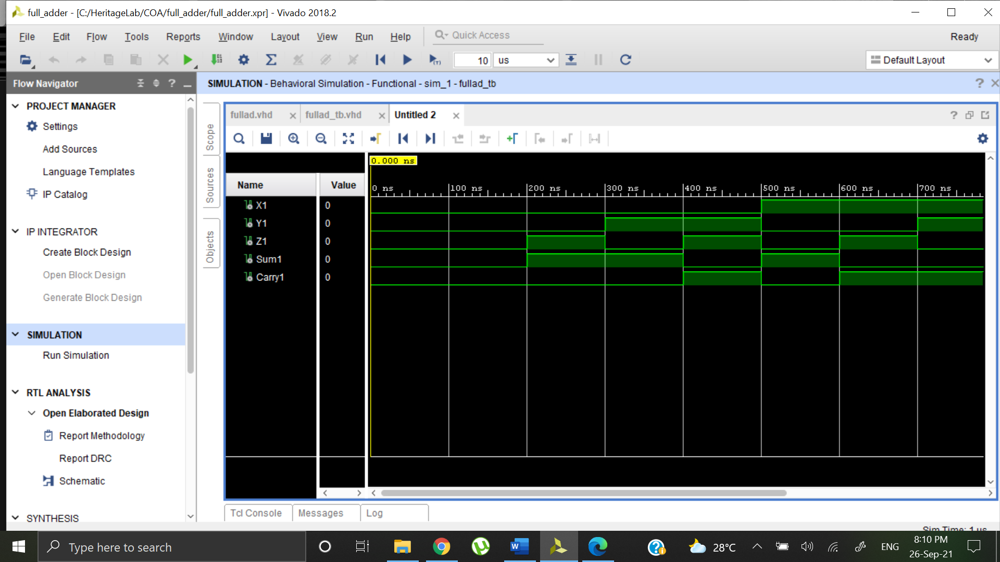 full_adder - [C:/HeritageLab/COA/full_adder/full_adder.xpr] - Vivado 2018.2
File Edit Flow Tools Reports Window Layout View Run Help Quick Access Ready
10 us Default Layout
Flow Navigator
SIMULATION - Behavioral Simulation - Functional - sim_1 - fullad_tb
PROJECT MANAGER
Settings
Add Sources
Language Templates
IP Catalog
IP INTEGRATOR
Create Block Design
Open Block Design
Generate Block Design
SIMULATION
Run Simulation
RTL ANALYSIS
Open Elaborated Design
Report Methodology
Report DRC
Schematic
SYNTHESIS
Scope
Sources
Objects
fullad.vhd fullad_tb.vhd Untitled 2
0.000 ns
Name Value
0 ns 100 ns 200 ns 300 ns 400 ns 500 ns 600 ns 700 ns
X1 0
Y1 0
Z1 0
Sum1 0
Carry1 0
Tcl Console Messages Log
Sim Time: 1 us
Type here to search
28°C
ENG
8:10 PM
26-Sep-21